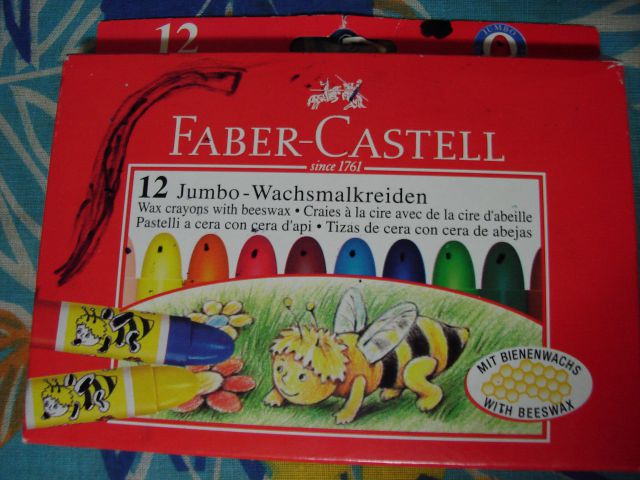 12
JUMBO
FABER-CASTELL
since 1761
12 Jumbo-Wachsmalkreiden
Wax crayons with beeswax • Craies à la cire avec de la cire d'abeille
Pastelli a cera con cera d'api • Tizas de cera con cera de abejas
MIT BIENENWACHS
WITH BEESWAX